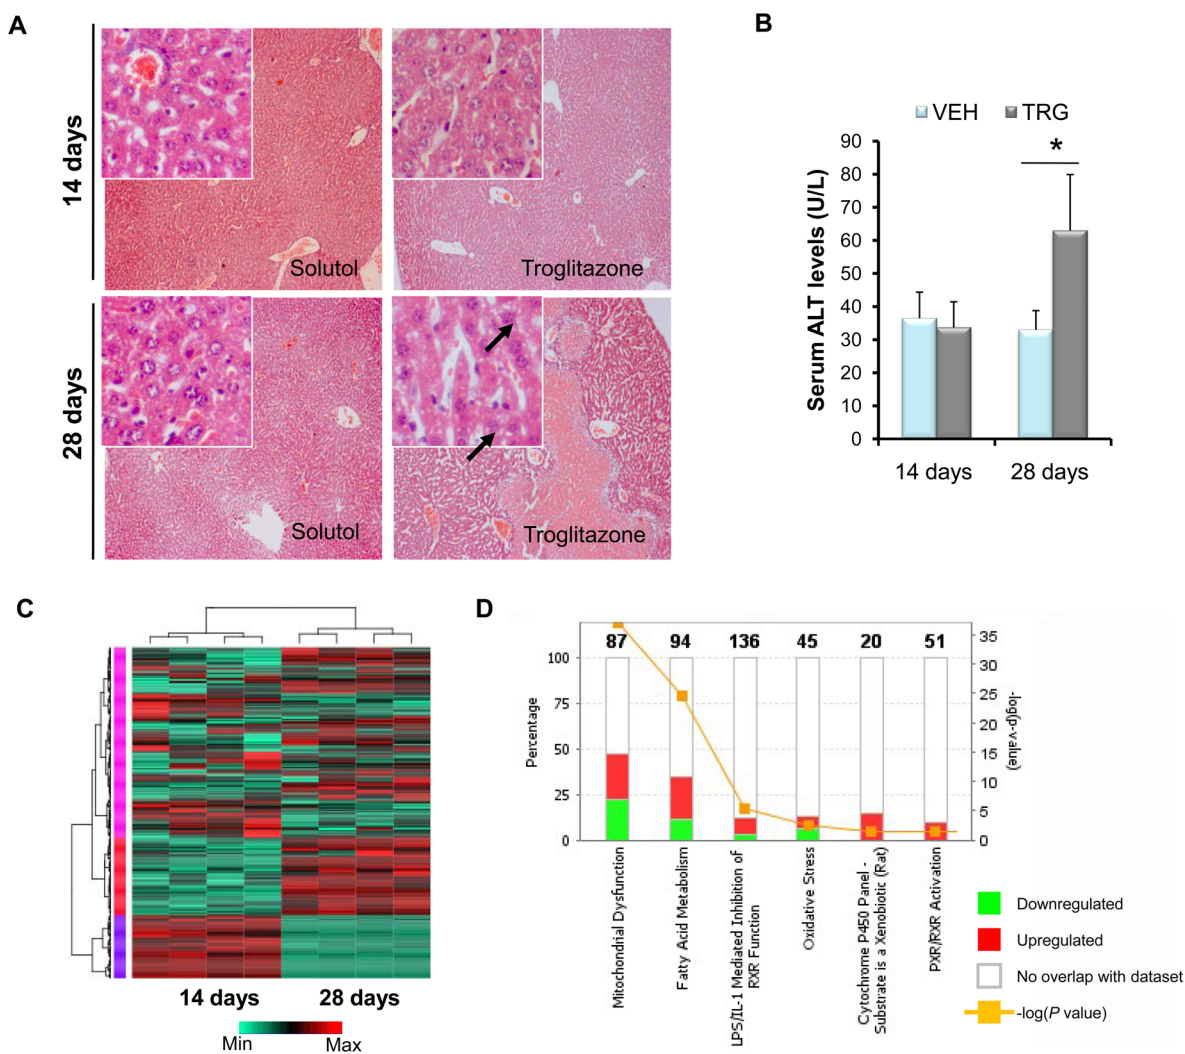 A
14 days
Solutol
Troglitazone
28 days
Solutol
Troglitazone
B
VEH
TRG
*
Serum ALT levels (U/L)
90
80
70
60
50
40
30
20
10
0
14 days
28 days
C
14 days
28 days
Min
Max
D
87
94
136
45
20
51
Percentage
100
75
50
25
0
-log(p-value)
35
30
25
20
15
10
5
0
Mitochondrial Dysfunction
Fatty Acid Metabolism
LPS/IL-1 Mediated Inhibition of
RXR Function
Oxidative Stress
Cytochrome P450 Panel -
Substrate is a Xenobiotic (Rat)
PXR/RXR Activation
Downregulated
Upregulated
No overlap with dataset
-log(P value)